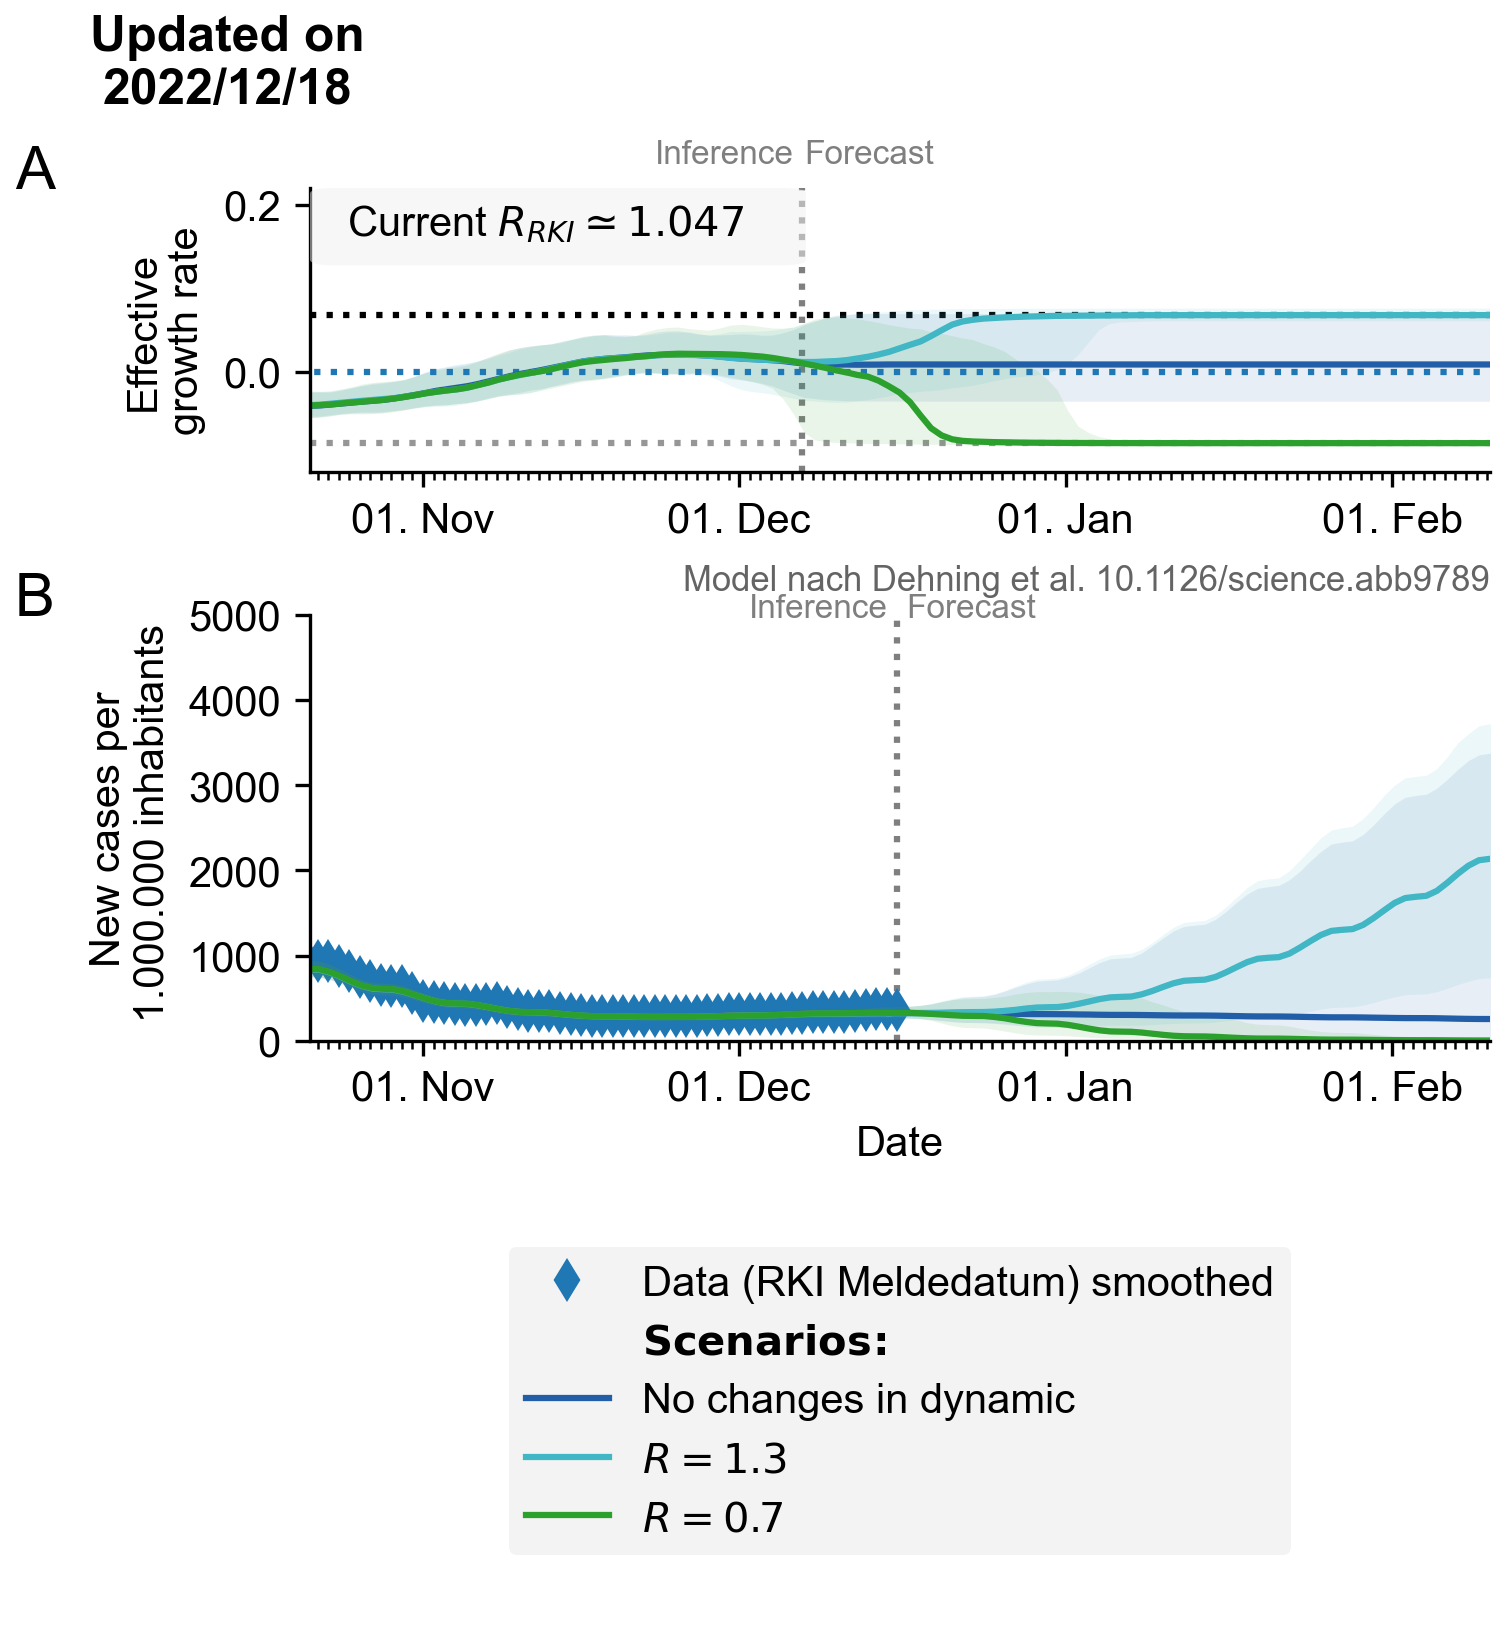 Updated on
2022/12/18
A
Inference Forecast
Current R_RKI ≃ 1.047
Effective
growth rate
0.2
0.0
01. Nov
01. Dec
01. Jan
01. Feb
B
Model nach Dehning et al. 10.1126/science.abb9789
Inference Forecast
New cases per
1.000.000 inhabitants
5000
4000
3000
2000
1000
0
01. Nov
01. Dec
01. Jan
01. Feb
Date
Data (RKI Meldedatum) smoothed
Scenarios:
No changes in dynamic
R = 1.3
R = 0.7